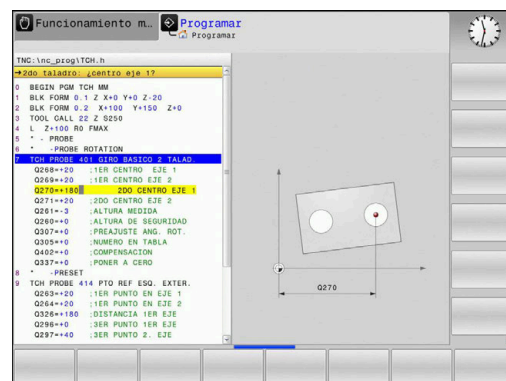 Funcionamiento m...
Programar
Programar
TNC:\nc_prog\TCH.h
→2do taladro: ¿centro eje 1?
0 BEGIN PGM TCH MM
1 BLK FORM 0.1 Z X+0 Y+0 Z-20
2 BLK FORM 0.2 X+100 Y+150 Z+0
3 TOOL CALL 22 Z S250
4 L Z+100 R0 FMAX
5 * - PROBE
6 * -PROBE ROTATION
7 TCH PROBE 401 GIRO BASICO 2 TALAD.
Q268=+20 ;1ER CENTRO EJE 1
Q269=+20 ;1ER CENTRO EJE 2
Q270=+180 2DO CENTRO EJE 1
Q271=+20 ;2DO CENTRO EJE 2
Q261=-3 ;ALTURA MEDIDA
Q260=+0 ;ALTURA DE SEGURIDAD
Q307=+0 ;PREAJUSTE ANG. ROT.
Q305=+0 ;NUMERO EN TABLA
Q402=+0 ;COMPENSACION
Q337=+0 ;PONER A CERO
8 * -PRESET
9 TCH PROBE 414 PTO REF ESQ. EXTER.
Q263=+20 ;1ER PUNTO EN EJE 1
Q264=+20 ;1ER PUNTO EN EJE 2
Q326=+180 ;DISTANCIA 1ER EJE
Q296=+0 ;3ER PUNTO 1ER EJE
Q297=+40 ;3ER PUNTO 2. EJE
Q270